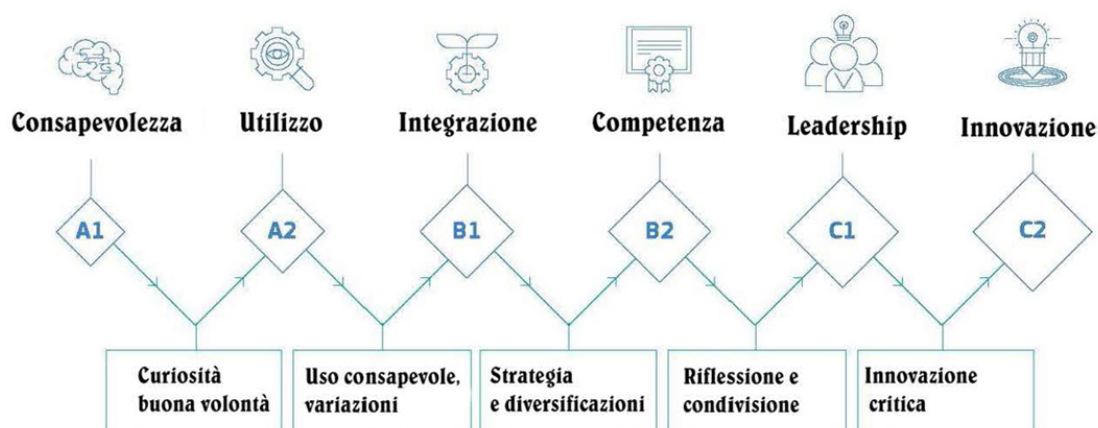 Consapevolezza
Utilizzo
Integrazione
Competenza
Leadership
Innovazione
A1
A2
B1
B2
C1
C2
Curiosità
buona volontà
Uso consapevole,
variazioni
Strategia
e diversificazioni
Riflessione e
condivisione
Innovazione
critica